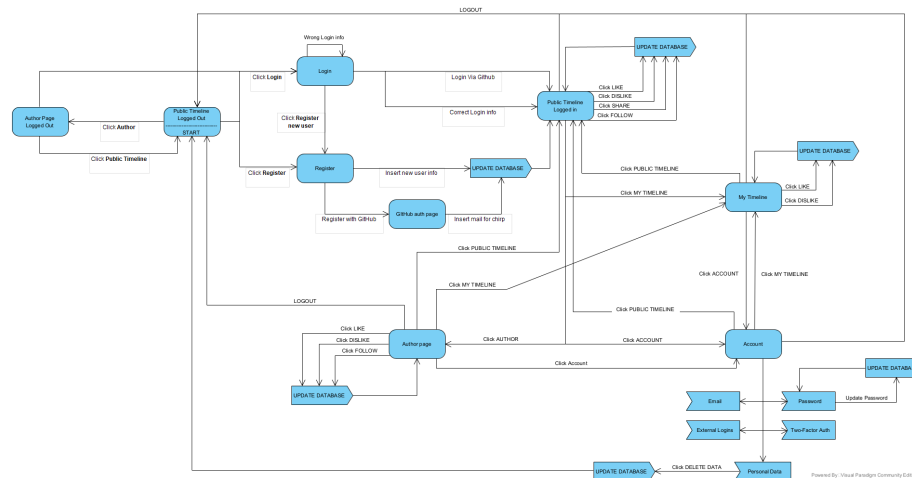 LOGOUT
Wrong Login info
UPDATE DATABASE
Login
Click Login
Login Via Github
Click LIKE
Click DISLIKE
Click SHARE
Click FOLLOW
Public Timeline
Logged in
Correct Login info
Author Page
Logged Out
Click Author
Public Timeline
Logged Out
START
Click Public Timeline
Click Register
new user
Click Register
Register
Insert new user info
UPDATE DATABASE
Register with GitHub
GitHub auth page
Insert mail for chirp
UPDATE DATABASE
Click PUBLIC TIMELINE
Click MY TIMELINE
My Timeline
Click LIKE
Click DISLIKE
Click PUBLIC TIMELINE
Click MY TIMELINE
Click ACCOUNT
Click MY TIMELINE
LOGOUT
Click PUBLIC TIMELINE
Click LIKE
Click DISLIKE
Click FOLLOW
Author page
Click AUTHOR
Click ACCOUNT
Account
Click Account
UPDATE DATABASE
UPDATE DATABA
Email
Password
Update Password
External Logins
Two-Factor Auth
UPDATE DATABASE
Click DELETE DATA
Personal Data
Powered By: Visual Paradigm Community Edit